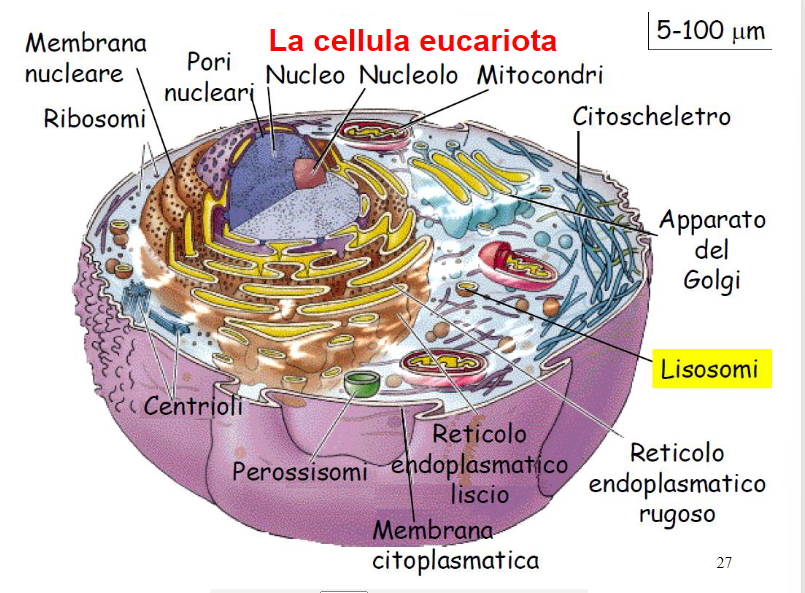 La cellula eucariota
5-100 μm
Membrana
nucleare
Pori
nucleari
Nucleo
Nucleolo
Mitocondri
Ribosomi
Citoscheletro
Apparato
del
Golgi
Lisosomi
Centrioli
Perossisomi
Reticolo
endoplasmatico
liscio
Reticolo
endoplasmatico
rugoso
Membrana
citoplasmatica
27